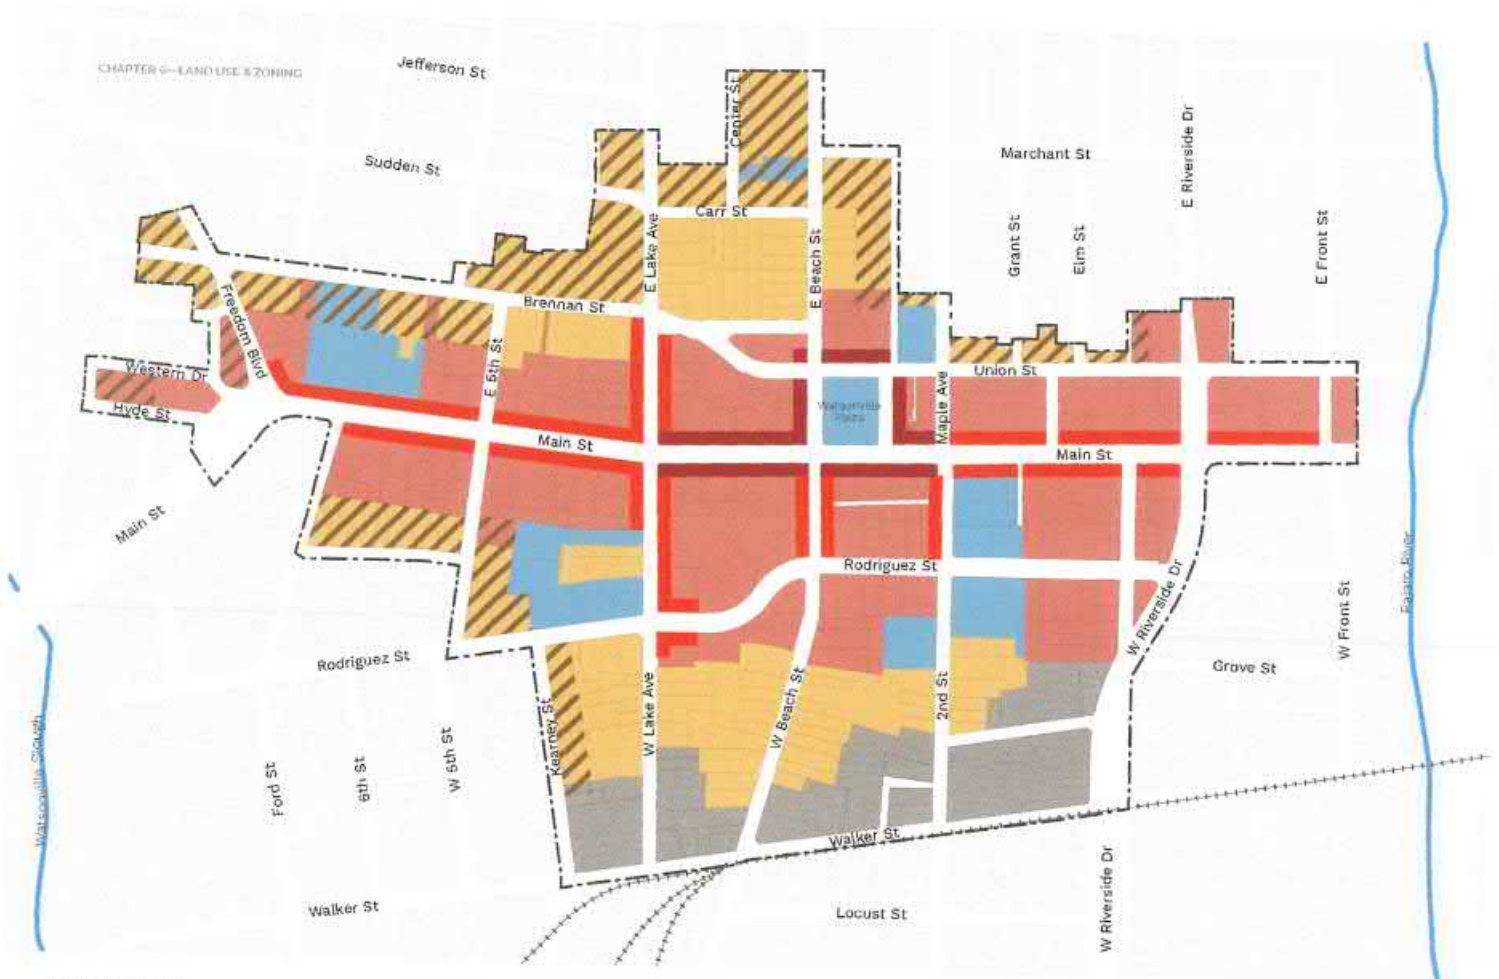 Jefferson St
CHAPTER 6—LAND USE & ZONING
Center St
Sudden St
Marchant St
E Riverside Dr
Carr St
E Lake Ave
E Beach St
Grant St
Elm St
E Front St
Brennan St
Freedom Blvd
Western Dr
E 5th St
Union St
Hyde St
Watsonville
Plaza
Maple Ave
Main St
Main St
Main St
Rodriguez St
Pajaro River
W Riverside Dr
W Front St
Rodriguez St
Grove St
Kearney St
W Lake Ave
W Beach St
2nd St
Watsonville Slough
Ford St
6th St
W 5th St
Walker St
Walker St
Locust St
W Riverside Dr